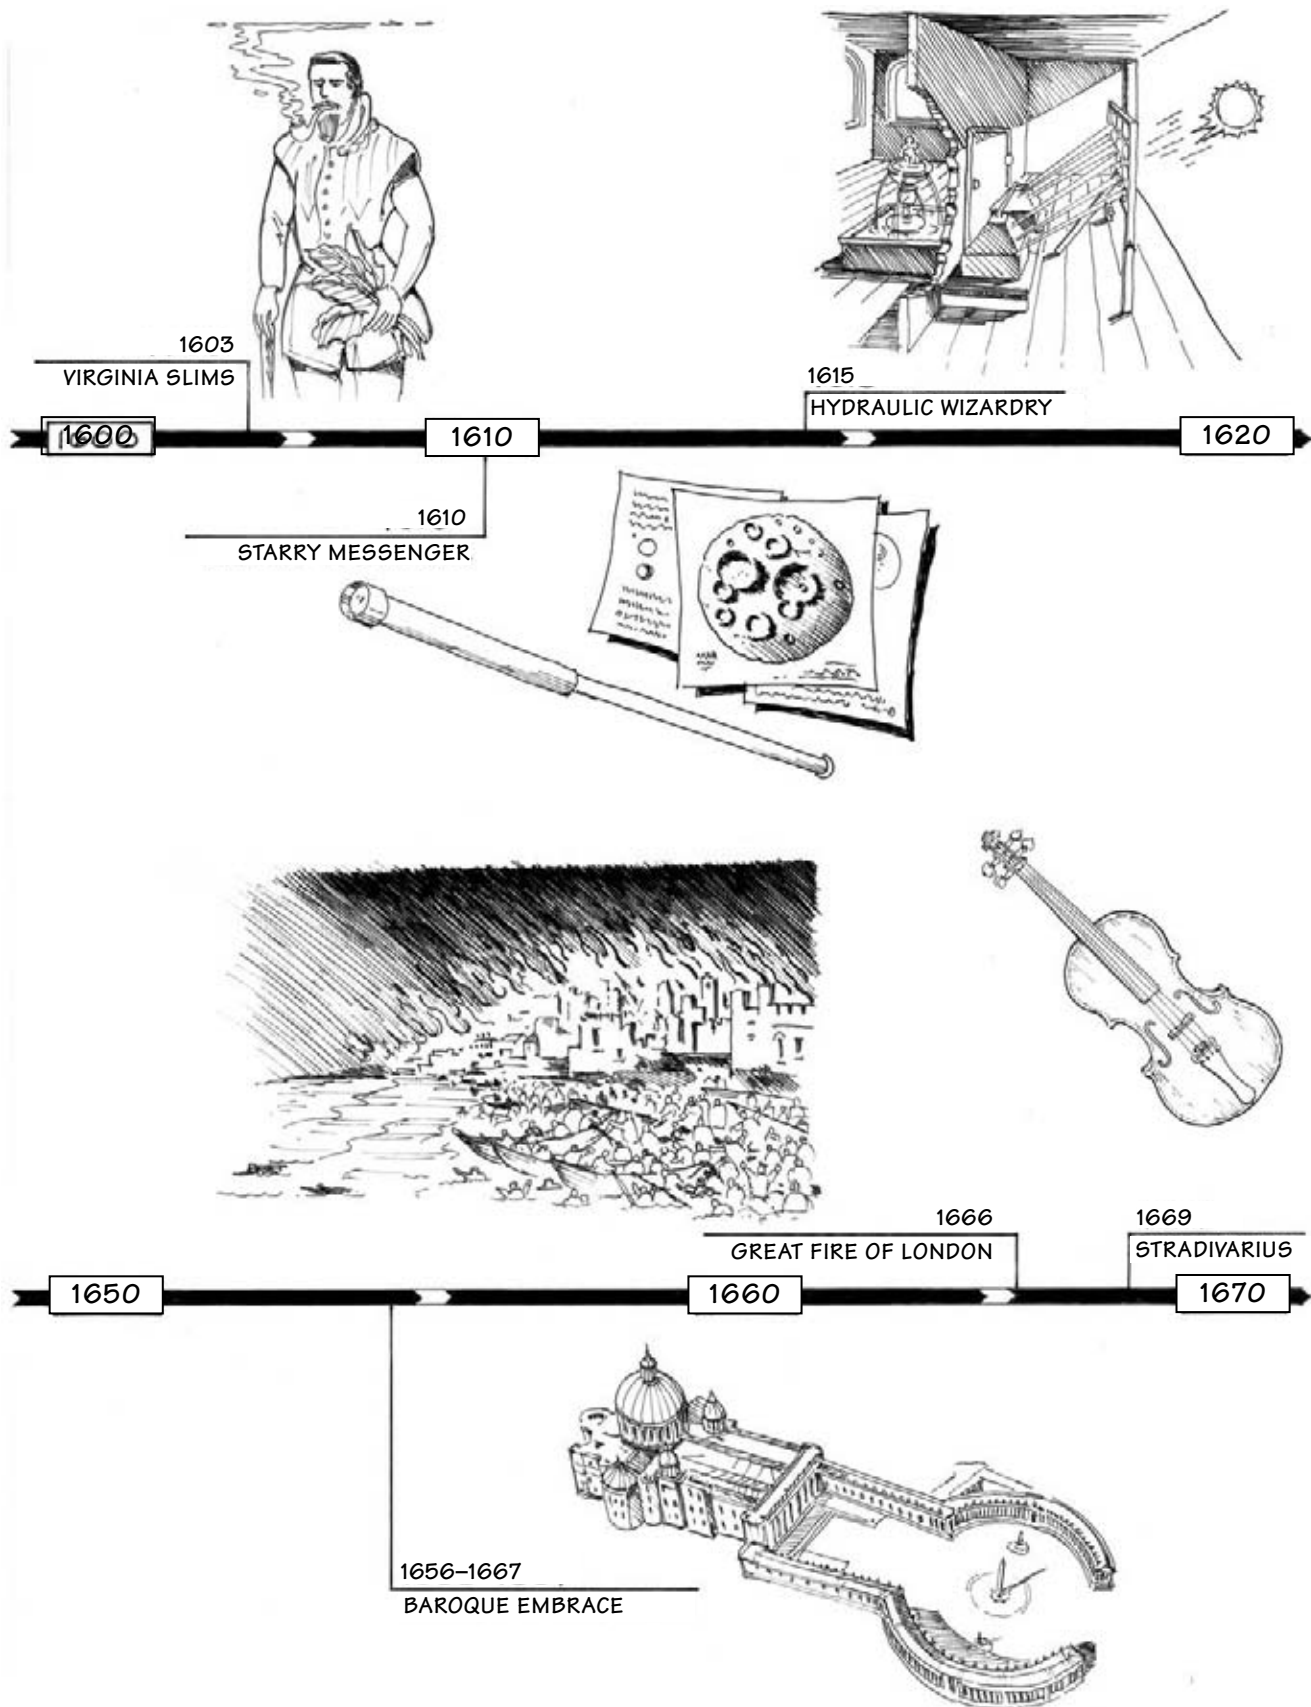 1603
VIRGINIA SLIMS
1615
HYDRAULIC WIZARDRY
1600
1610
1620
1610
STARRY MESSENGER
1666
GREAT FIRE OF LONDON
1669
STRADIVARIUS
1650
1660
1670
1656–1667
BAROQUE EMBRACE